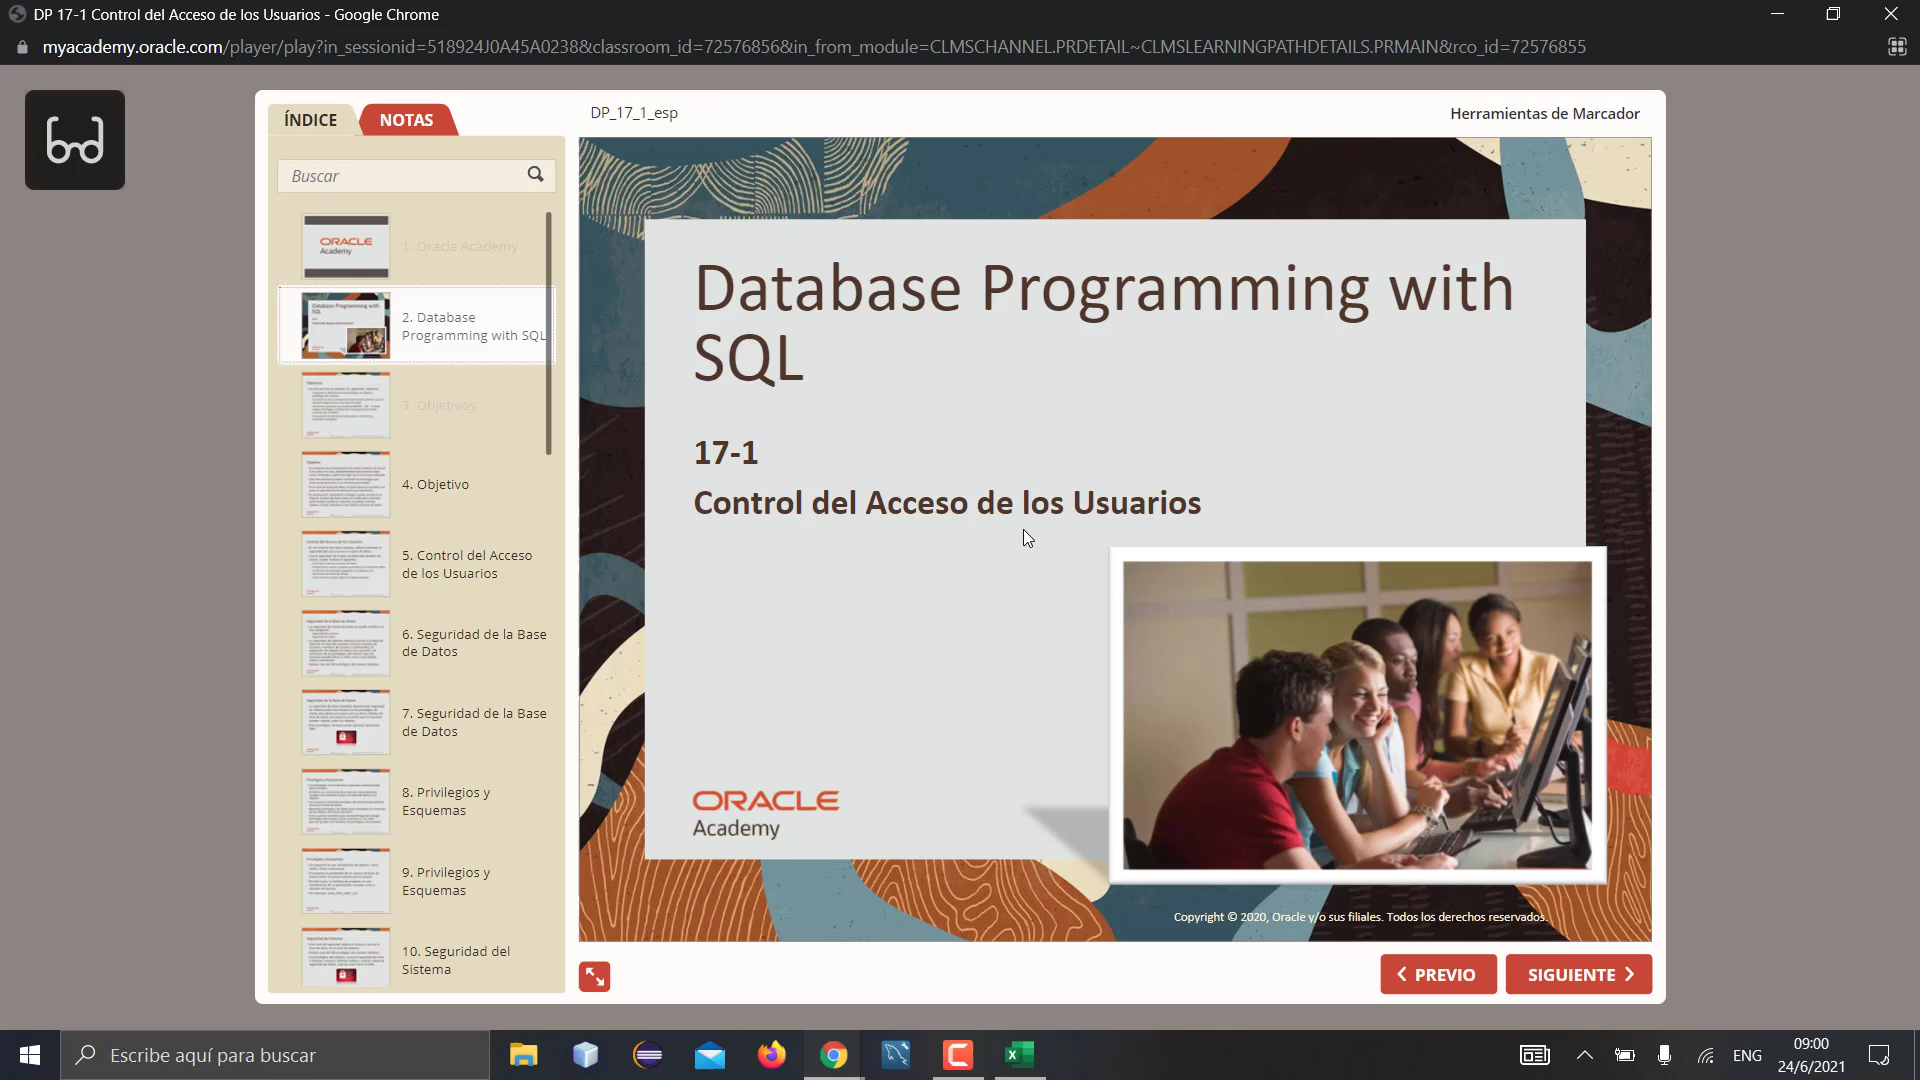 DP 17-1 Control del Acceso de los Usuarios - Google Chrome
myacademy.oracle.com/player/play?in_sessionid=518924J0A45A0238&classroom_id=72576856&in_from_module=CLMSCHANNEL.PRDETAIL~CLMSLEARNINGPATHDETAILS.PRMAIN&rco_id=72576855
ÍNDICE
NOTAS
DP_17_1_esp
Herramientas de Marcador
Buscar
ORACLE
Academy
1. Oracle Academy
2. Database
Programming with SQL
3. Objetivos
4. Objetivo
5. Control del Acceso
de los Usuarios
6. Seguridad de la Base
de Datos
7. Seguridad de la Base
de Datos
8. Privilegios y
Esquemas
9. Privilegios y
Esquemas
10. Seguridad del
Sistema
Database Programming with
SQL
17-1
Control del Acceso de los Usuarios
ORACLE
Academy
Copyright © 2020, Oracle y/o sus filiales. Todos los derechos reservados.
PREVIO
SIGUIENTE
Escribe aquí para buscar
ENG
09:00
24/6/2021